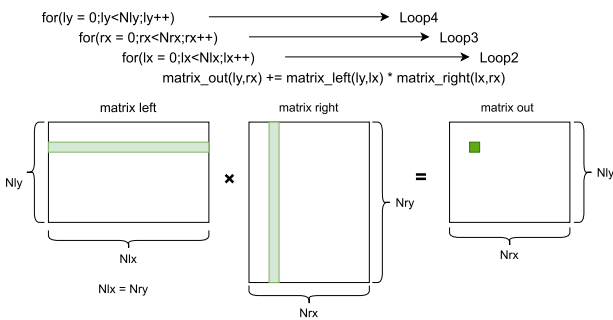 for(ly = 0;ly<Nly;ly++) Loop4
for(rx = 0;rx<Nrx;rx++) Loop3
for(lx = 0;lx<Nlx;lx++) Loop2
matrix_out(ly,rx) += matrix_left(ly,lx) * matrix_right(lx,rx)
matrix left matrix right matrix out
Nly × Nry = Nly
Nlx Nrx Nrx
Nlx = Nry